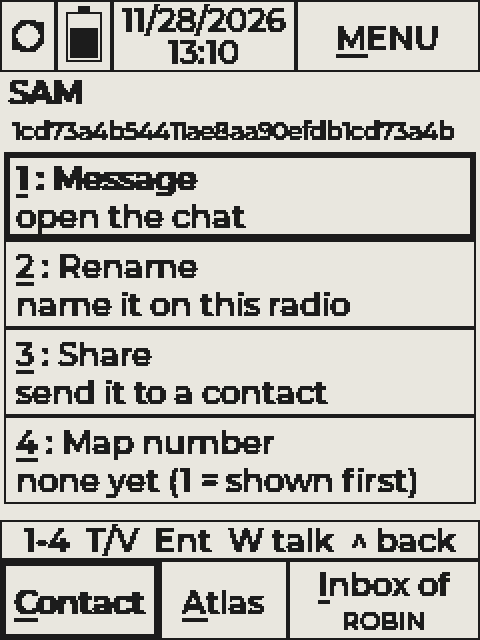 11/28/2026
13:10
MENU
SAM
1cd73a4b54411ae8aa90efdb1cd73a4b
1: Message
open the chat
2: Rename
name it on this radio
3: Share
send it to a contact
4: Map number
none yet (1 = shown first)
1-4 T/V Ent W talk ^ back
Contact
Atlas
Inbox of
ROBIN